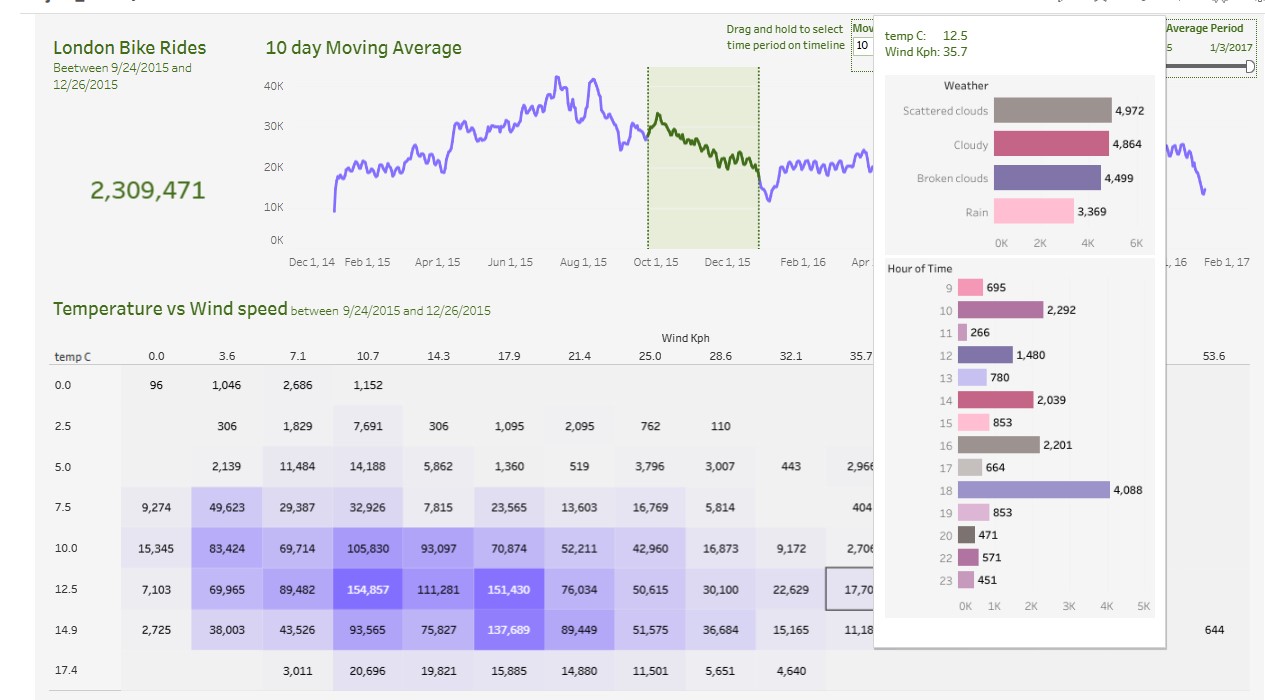 London Bike Rides
Beetween 9/24/2015 and
12/26/2015
2,309,471
10 day Moving Average
Drag and hold to select
time period on timeline
Mov
10
Average Period
5 1/3/2017
40K
30K
20K
10K
0K
Dec 1, 14 Feb 1, 15 Apr 1, 15 Jun 1, 15 Aug 1, 15 Oct 1, 15 Dec 1, 15 Feb 1, 16 Apr 1, 16 Feb 1, 17
temp C: 12.5
Wind Kph: 35.7
Weather
Scattered clouds 4,972
Cloudy 4,864
Broken clouds 4,499
Rain 3,369
0K 2K 4K 6K
Hour of Time
9 695
10 2,292
11 266
12 1,480
13 780
14 2,039
15 853
16 2,201
17 664
18 4,088
19 853
20 471
22 571
23 451
0K 1K 2K 3K 4K 5K
Temperature vs Wind speed between 9/24/2015 and 12/26/2015
Wind Kph
temp C 0.0 3.6 7.1 10.7 14.3 17.9 21.4 25.0 28.6 32.1 35.7 53.6
0.0 96 1,046 2,686 1,152
2.5 306 1,829 7,691 306 1,095 2,095 762 110
5.0 2,139 11,484 14,188 5,862 1,360 519 3,796 3,007 443 2,966
7.5 9,274 49,623 29,387 32,926 7,815 23,565 13,603 16,769 5,814 404
10.0 15,345 83,424 69,714 105,830 93,097 70,874 52,211 42,960 16,873 9,172 2,706
12.5 7,103 69,965 89,482 154,857 111,281 151,430 76,034 50,615 30,100 22,629 17,70
14.9 2,725 38,003 43,526 93,565 75,827 137,689 89,449 51,575 36,684 15,165 11,18 644
17.4 3,011 20,696 19,821 15,885 14,880 11,501 5,651 4,640